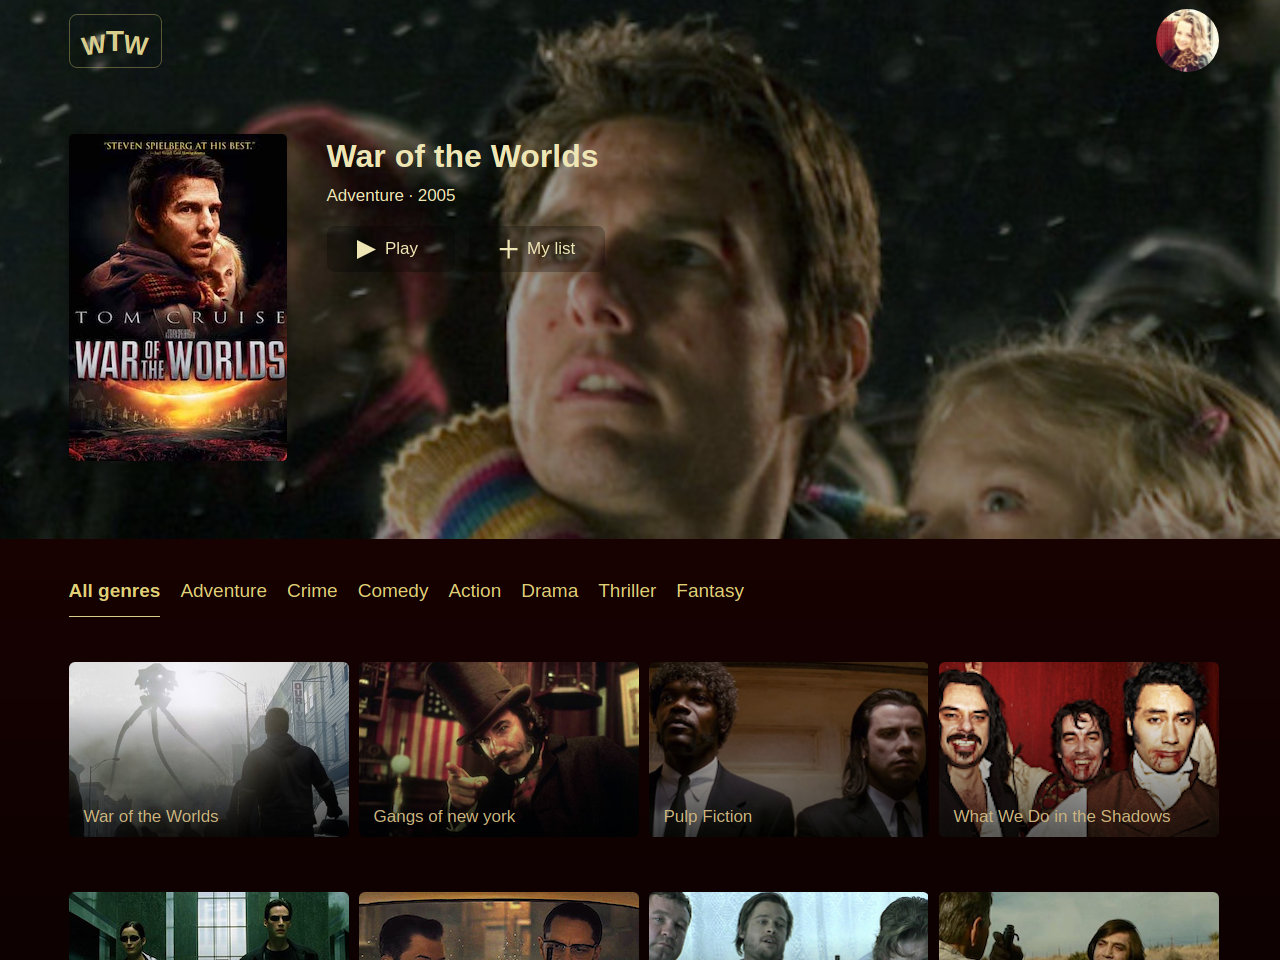 WTW
"STEVEN SPIELBERG AT HIS BEST."
War of the Worlds
Adventure · 2005
Play
My list
TOM CRUISE
WAR OF THE WORLDS
All genres
Adventure
Crime
Comedy
Action
Drama
Thriller
Fantasy
War of the Worlds
Gangs of new york
Pulp Fiction
What We Do in the Shadows